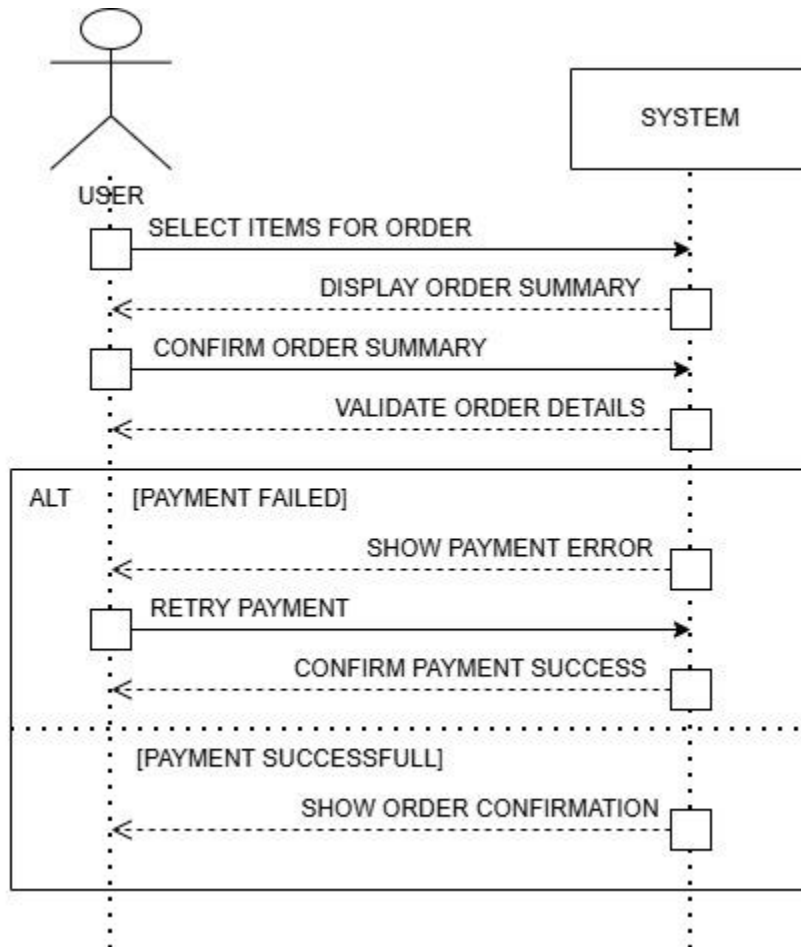 SYSTEM
USER
SELECT ITEMS FOR ORDER
DISPLAY ORDER SUMMARY
CONFIRM ORDER SUMMARY
VALIDATE ORDER DETAILS
ALT [PAYMENT FAILED]
SHOW PAYMENT ERROR
RETRY PAYMENT
CONFIRM PAYMENT SUCCESS
[PAYMENT SUCCESSFULL]
SHOW ORDER CONFIRMATION